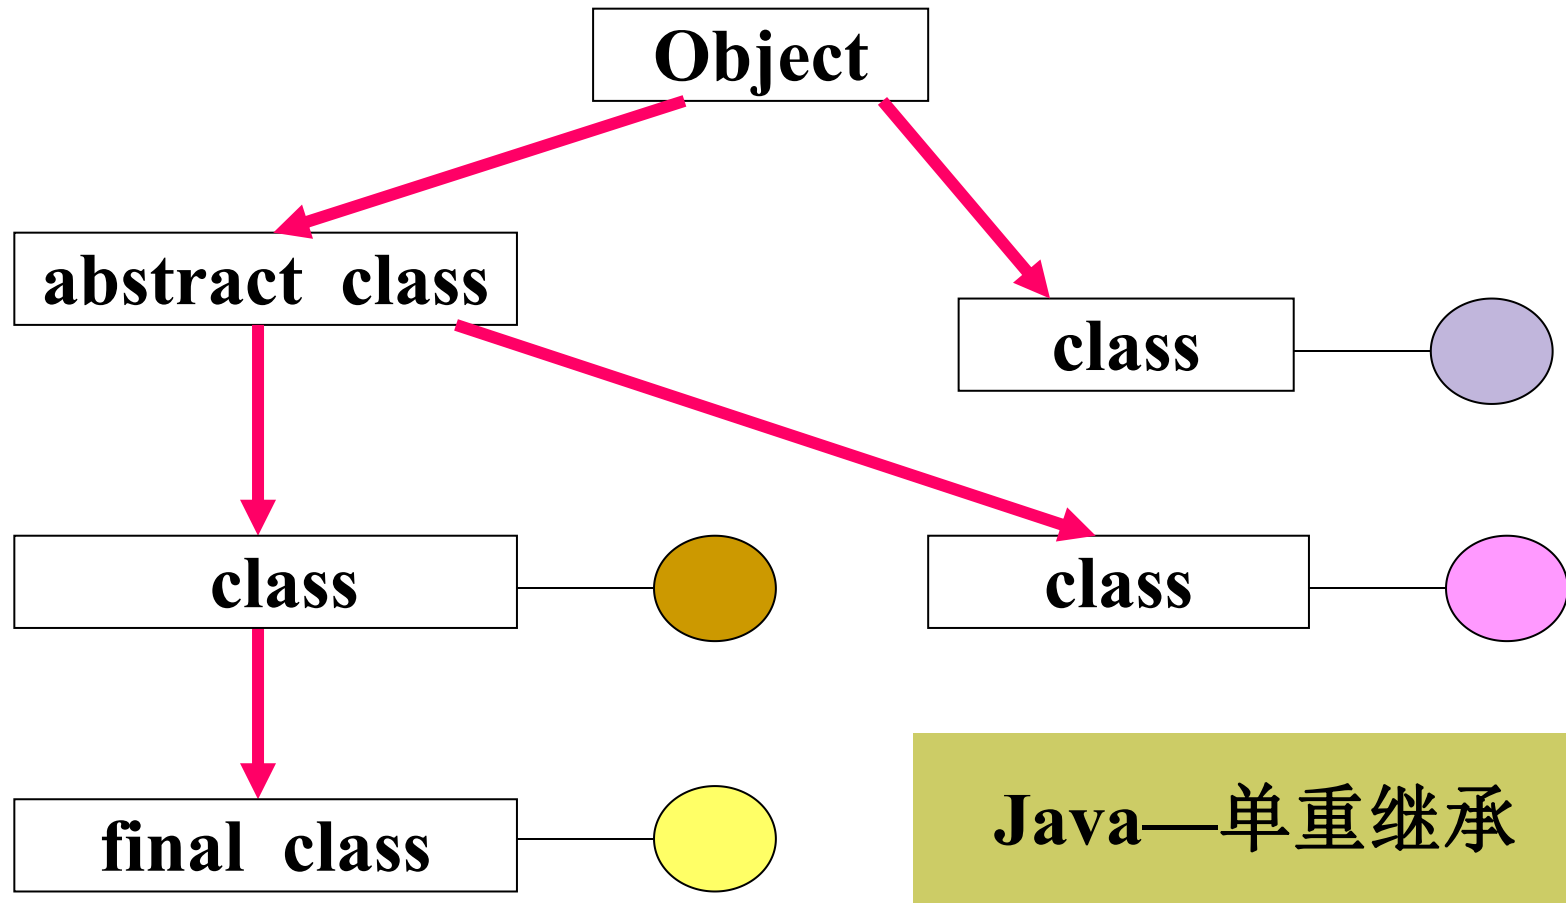 Object
abstract class
class
class
class
final class
Java—单重继承